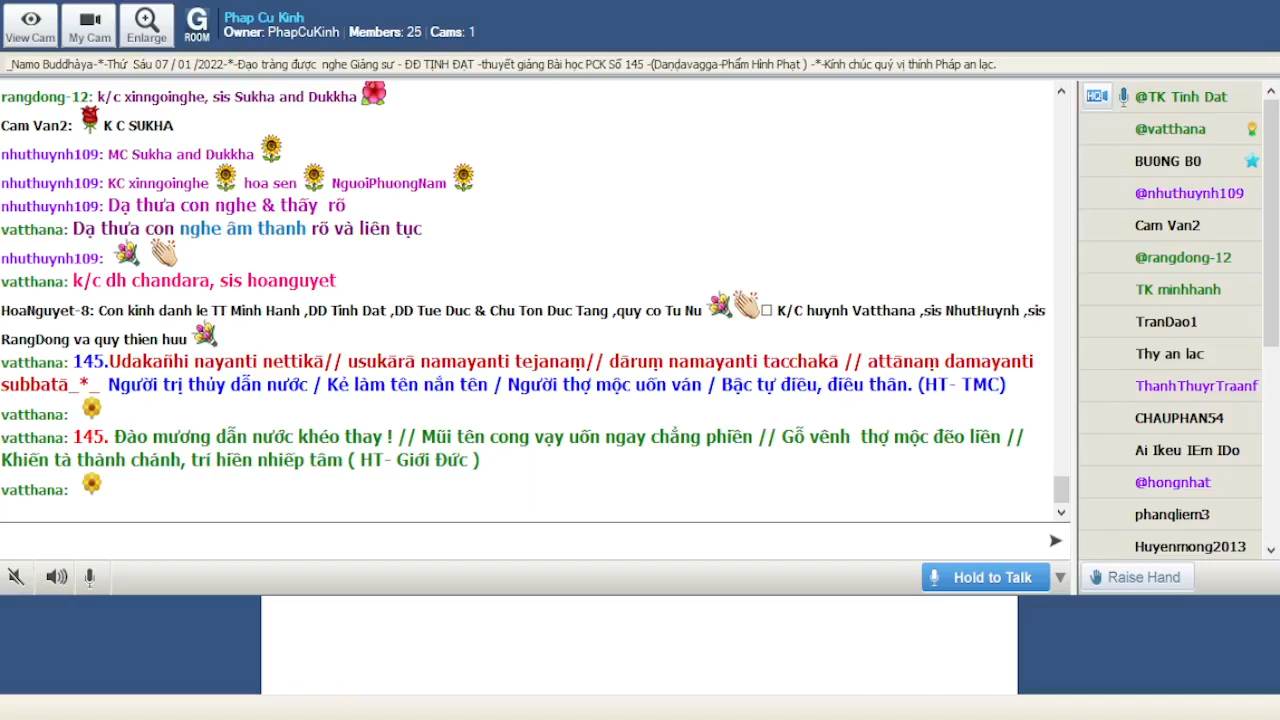 View Cam
My Cam
Enlarge
G
ROOM
Phap Cu Kinh
Owner: PhapCuKinh | Members: 25 | Cams: 1
_Namo Buddhàya-*-Thứ Sáu 07 / 01 /2022-*-Đạo tràng được nghe Giảng sư - ĐĐ TỊNH ĐẠT -thuyết giảng Bài học PCK Số 145 -(Daṇḍavagga-Phẩm Hình Phạt ) -*-Kính chúc quý vị thính Pháp an lạc.
rangdong-12: k/c xinngoinghe, sis Sukha and Dukkha
Cam Van2: K C SUKHA
nhuthuynh109: MC Sukha and Dukkha
nhuthuynh109: KC xinngoinghe hoa sen NguoiPhuongNam
nhuthuynh109: Dạ thưa con nghe & thấy rõ
vatthana: Dạ thưa con nghe âm thanh rõ và liên tục
nhuthuynh109:
vatthana: k/c dh chandara, sis hoanguyet
HoaNguyet-8: Con kinh danh le TT Minh Hanh ,DD Tinh Dat ,DD Tue Duc & Chu Ton Duc Tang ,quy co Tu Nu K/C huynh Vatthana ,sis NhutHuynh ,sis
RangDong va quy thien huu
vatthana: 145.Udakañhi nayanti nettikā// usukārā namayanti tejanaṃ// dāruṃ namayanti tacchakā // attānaṃ damayanti
subbatā_*_ Người trị thủy dẫn nước / Kẻ làm tên nắn tên / Người thợ mộc uốn ván / Bậc tự điều, điều thân. (HT- TMC)
vatthana:
vatthana: 145. Đào mương dẫn nước khéo thay ! // Mũi tên cong vạy uốn ngay chẳng phiền // Gỗ vênh thợ mộc đẽo liền //
Khiến tà thành chánh, trí hiền nhiếp tâm ( HT- Giới Đức )
vatthana:
Hold to Talk
HQ
@TK Tinh Dat
@vatthana
BU0NG B0
@nhuthuynh109
Cam Van2
@rangdong-12
TK minhhanh
TranDao1
Thy an lac
ThanhThuyrTraanf
CHAUPHAN54
Ai Ikeu IEm IDo
@hongnhat
phanqliem3
Huyenmong2013
Raise Hand